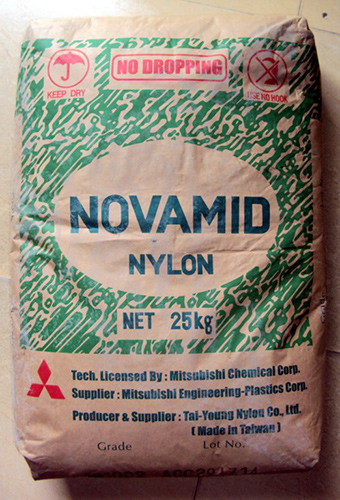 NO DROPPING
KEEP DRY
USE NO HOOK
NOVAMID
NYLON
NET 25kg
Tech. Licensed By : Mitsubishi Chemical Corp.
Supplier : Mitsubishi Engineering-Plastics Corp.
Producer & Supplier : Tai-Young Nylon Co., Ltd.
( Made in Taiwan )
Grade Lot No.